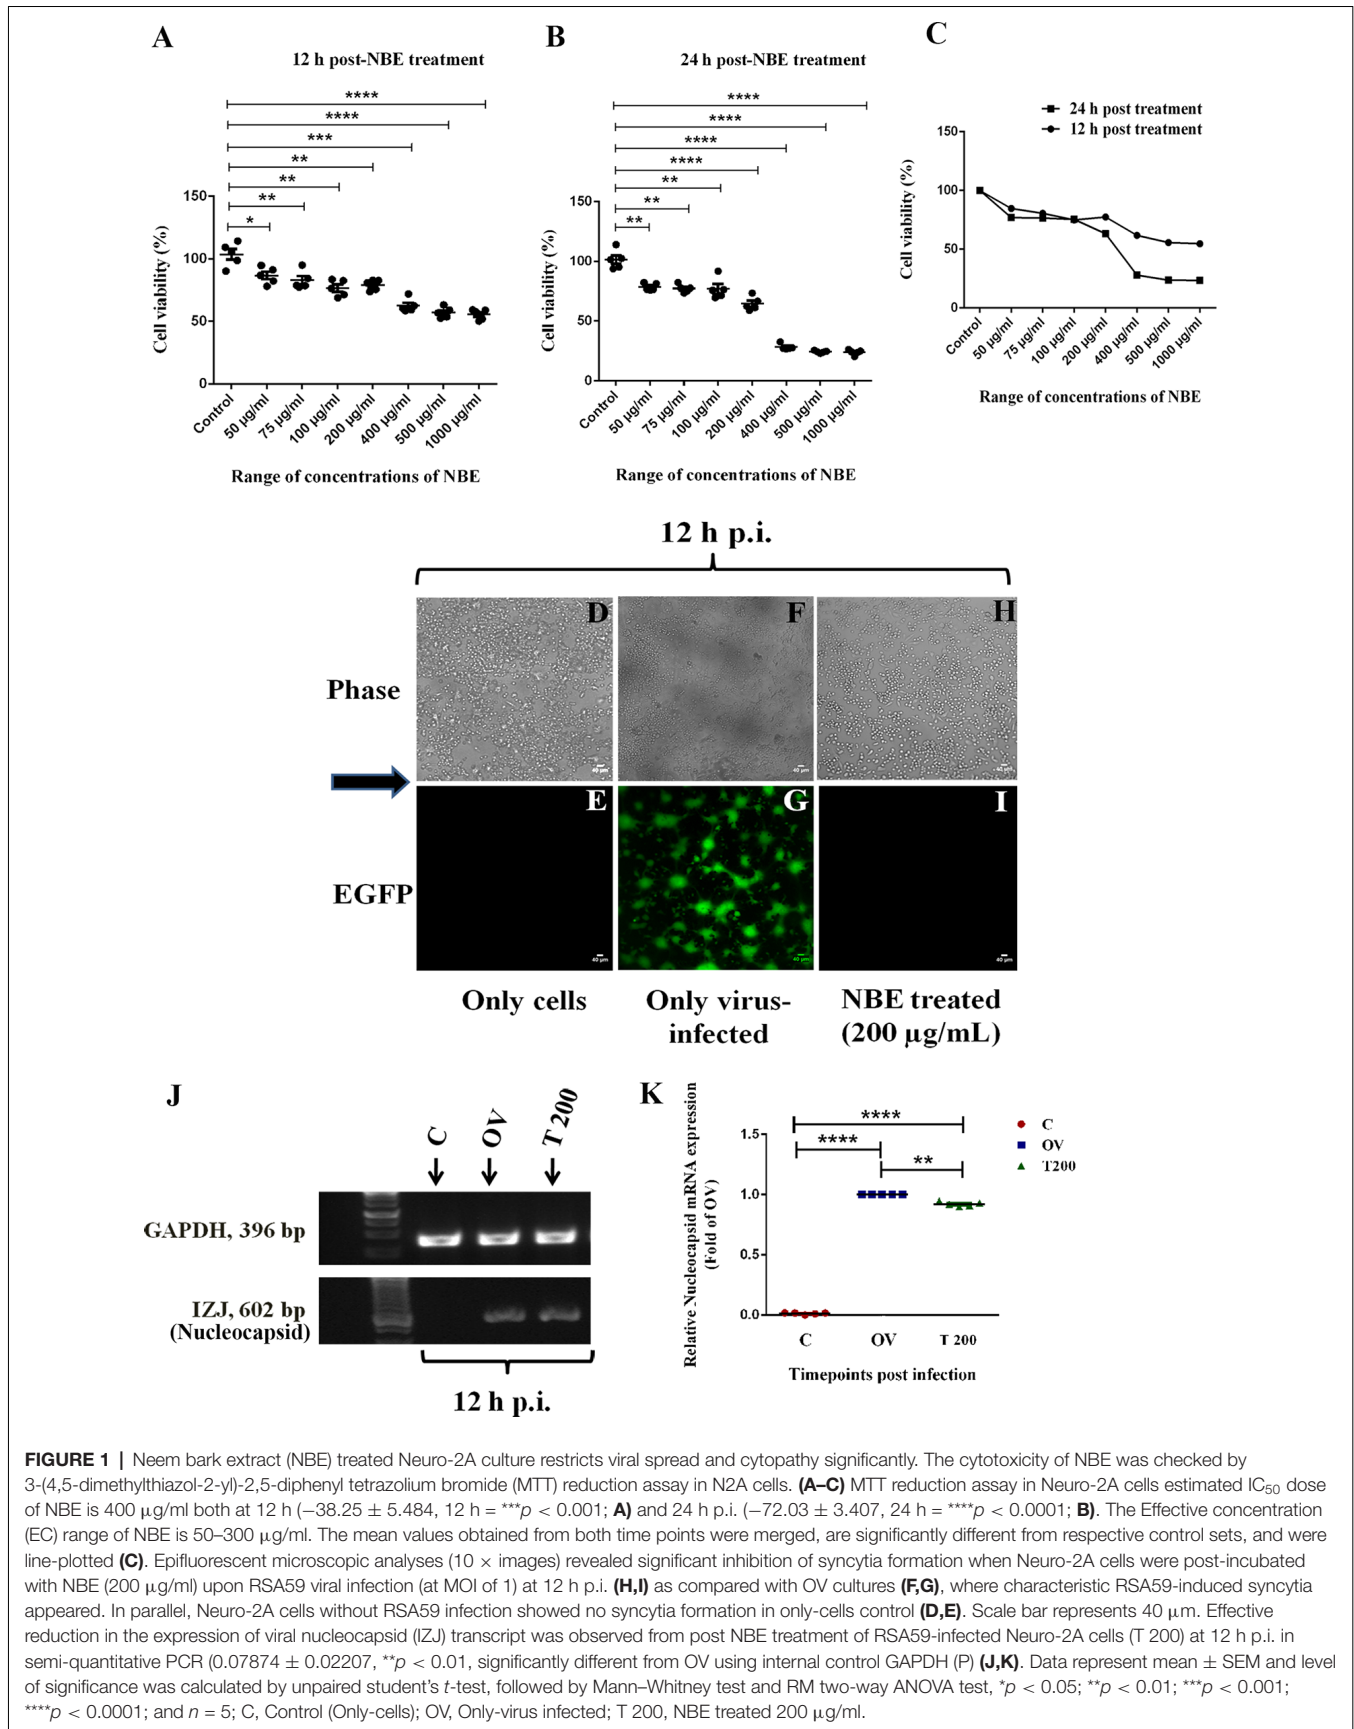 A
12 h post-NBE treatment
****
****
***
**
**
**
*
150
100
50
0
Cell viability (%)
Control
50 µg/ml
75 µg/ml
100 µg/ml
200 µg/ml
400 µg/ml
500 µg/ml
1000 µg/ml
Range of concentrations of NBE
B
24 h post-NBE treatment
****
****
****
****
**
**
**
150
100
50
0
Cell viability (%)
Control
50 µg/ml
75 µg/ml
100 µg/ml
200 µg/ml
400 µg/ml
500 µg/ml
1000 µg/ml
Range of concentrations of NBE
C
24 h post treatment
12 h post treatment
150
100
50
0
Cell viability (%)
Control
50 µg/ml
75 µg/ml
100 µg/ml
200 µg/ml
400 µg/ml
500 µg/ml
1000 µg/ml
Range of concentrations of NBE
12 h p.i.
Phase
D
40 µm
F
40 µm
H
40 µm
EGFP
E
40 µm
G
40 µm
I
40 µm
Only cells
Only virus-
infected
NBE treated
(200 µg/mL)
J
C
OV
T 200
GAPDH, 396 bp
IZJ, 602 bp
(Nucleocapsid)
12 h p.i.
K
Relative Nucleocapsid mRNA expression
(Fold of OV)
****
****
**
1.5
1.0
0.5
0.0
C
OV
T 200
Timepoints post infection
C
OV
T200
FIGURE 1 | Neem bark extract (NBE) treated Neuro-2A culture restricts viral spread and cytopathy significantly. The cytotoxicity of NBE was checked by
3-(4,5-dimethylthiazol-2-yl)-2,5-diphenyl tetrazolium bromide (MTT) reduction assay in N2A cells. (A–C) MTT reduction assay in Neuro-2A cells estimated IC50 dose
of NBE is 400 µg/ml both at 12 h (−38.25 ± 5.484, 12 h = ***p < 0.001; A) and 24 h p.i. (−72.03 ± 3.407, 24 h = ****p < 0.0001; B). The Effective concentration
(EC) range of NBE is 50–300 µg/ml. The mean values obtained from both time points were merged, are significantly different from respective control sets, and were
line-plotted (C). Epifluorescent microscopic analyses (10 × images) revealed significant inhibition of syncytia formation when Neuro-2A cells were post-incubated
with NBE (200 µg/ml) upon RSA59 viral infection (at MOI of 1) at 12 h p.i. (H,I) as compared with OV cultures (F,G), where characteristic RSA59-induced syncytia
appeared. In parallel, Neuro-2A cells without RSA59 infection showed no syncytia formation in only-cells control (D,E). Scale bar represents 40 µm. Effective
reduction in the expression of viral nucleocapsid (IZJ) transcript was observed from post NBE treatment of RSA59-infected Neuro-2A cells (T 200) at 12 h p.i. in
semi-quantitative PCR (0.07874 ± 0.02207, **p < 0.01, significantly different from OV using internal control GAPDH (P) (J,K). Data represent mean ± SEM and level
of significance was calculated by unpaired student's t-test, followed by Mann–Whitney test and RM two-way ANOVA test, *p < 0.05; **p < 0.01; ***p < 0.001;
****p < 0.0001; and n = 5; C, Control (Only-cells); OV, Only-virus infected; T 200, NBE treated 200 µg/ml.